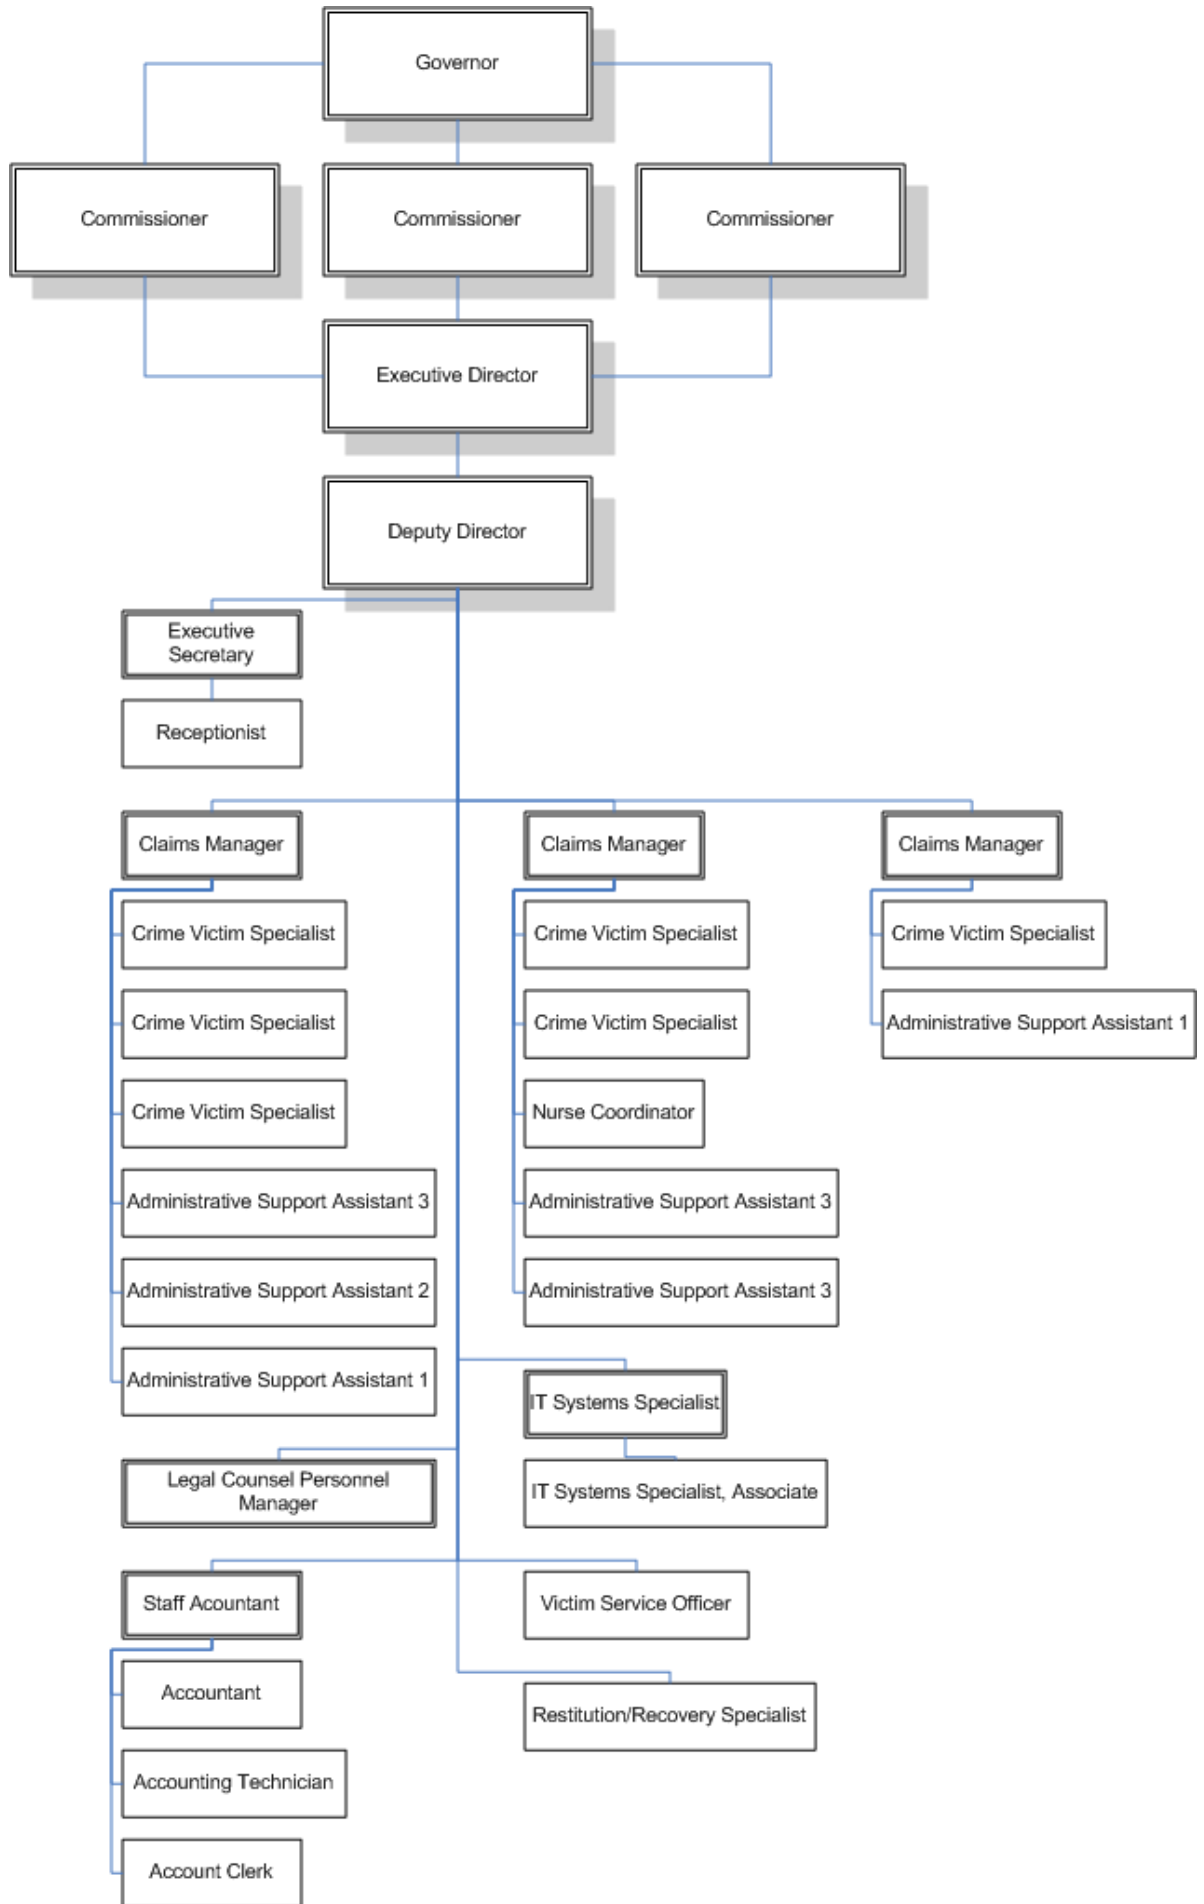 Governor
Commissioner
Commissioner
Commissioner
Executive Director
Deputy Director
Executive
Secretary
Receptionist
Claims Manager
Crime Victim Specialist
Crime Victim Specialist
Crime Victim Specialist
Administrative Support Assistant 3
Administrative Support Assistant 2
Administrative Support Assistant 1
Claims Manager
Crime Victim Specialist
Crime Victim Specialist
Nurse Coordinator
Administrative Support Assistant 3
Administrative Support Assistant 3
Claims Manager
Crime Victim Specialist
Administrative Support Assistant 1
IT Systems Specialist
IT Systems Specialist, Associate
Legal Counsel Personnel
Manager
Staff Acountant
Accountant
Accounting Technician
Account Clerk
Victim Service Officer
Restitution/Recovery Specialist